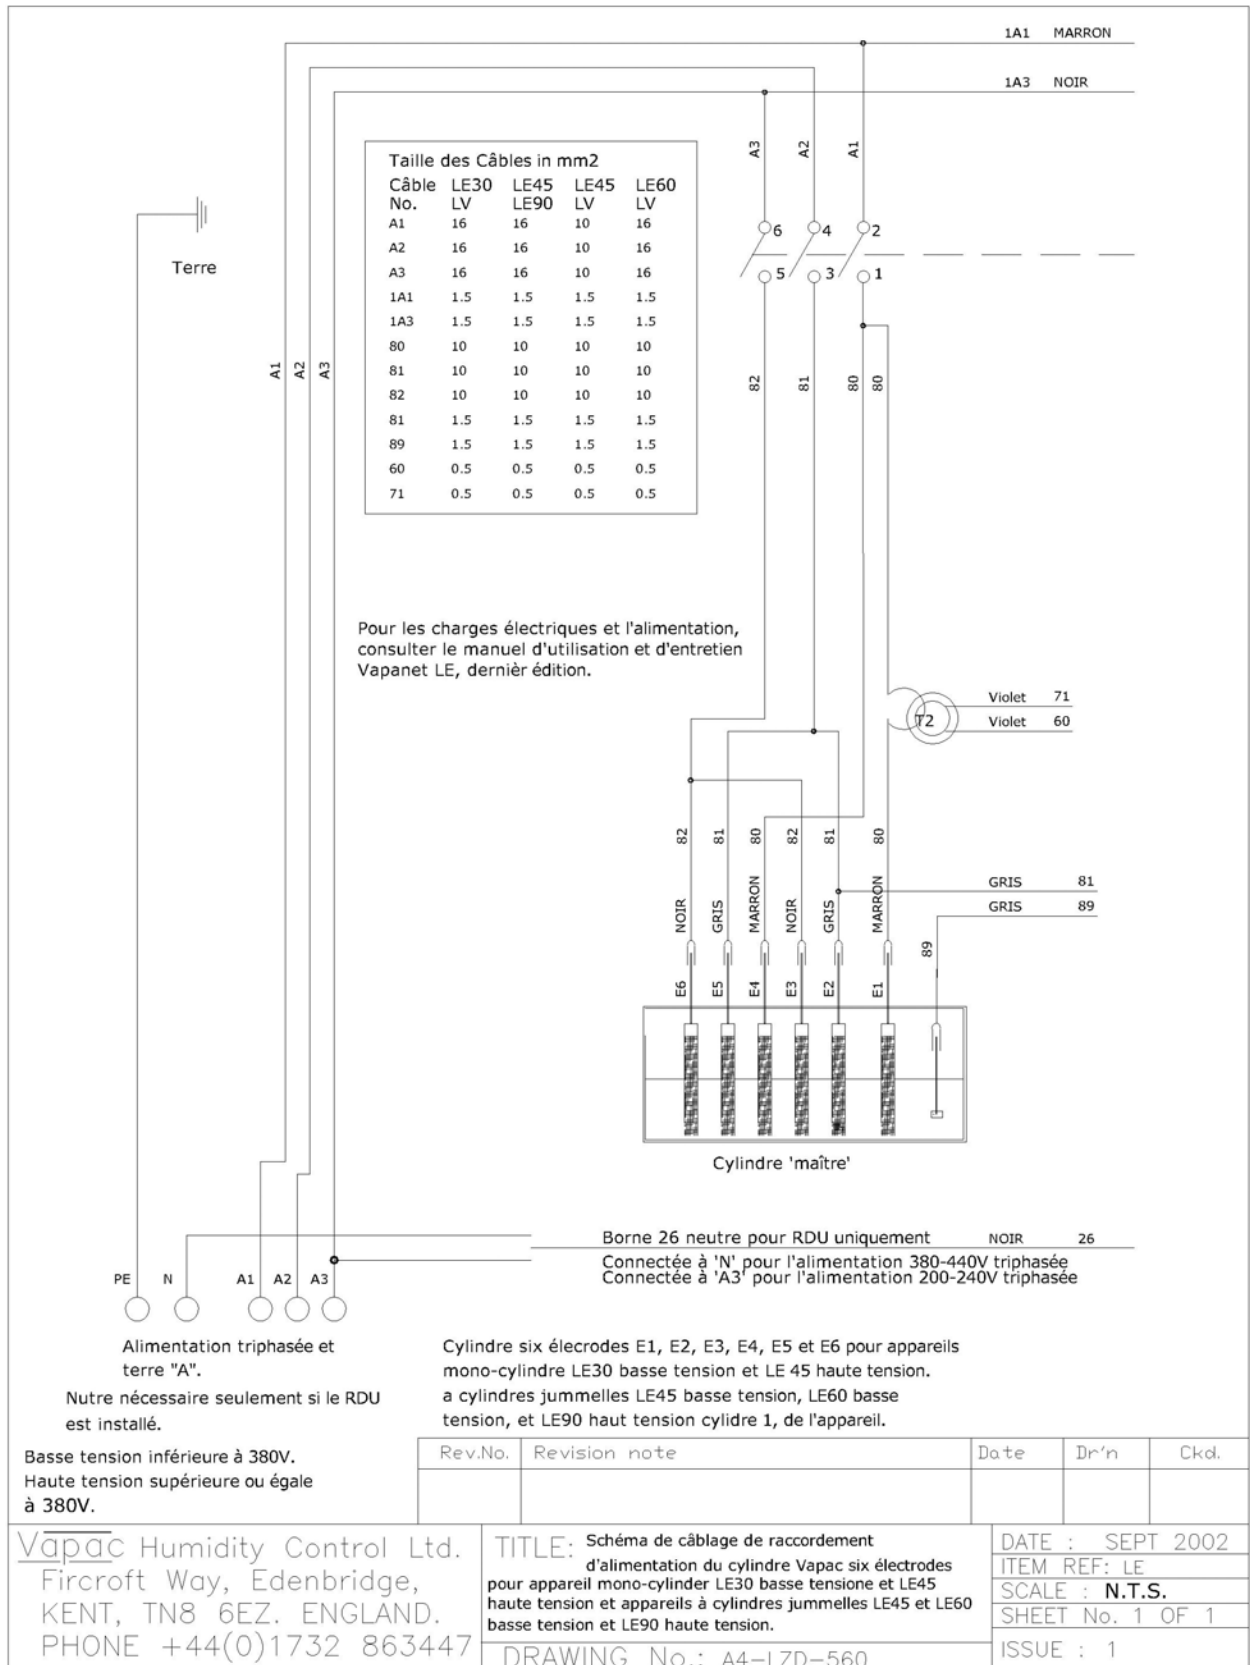 1A1 MARRON
1A3 NOIR
A3 A2 A1
Taille des Câbles in mm2
Câble LE30 LE45 LE45 LE60
No. LV LE90 LV LV
A1 16 16 10 16
A2 16 16 10 16
A3 16 16 10 16
1A1 1.5 1.5 1.5 1.5
1A3 1.5 1.5 1.5 1.5
80 10 10 10 10
81 10 10 10 10
82 10 10 10 10
81 1.5 1.5 1.5 1.5
89 1.5 1.5 1.5 1.5
60 0.5 0.5 0.5 0.5
71 0.5 0.5 0.5 0.5
6 4 2
5 3 1
Terre
A1 A2 A3
82 81 80 80
Pour les charges électriques et l'alimentation,
consulter le manuel d'utilisation et d'entretien
Vapanet LE, dernièr édition.
Violet 71
T2
Violet 60
82 81 80 82 81 80
GRIS 81
GRIS 89
NOIR GRIS MARRON NOIR GRIS MARRON
89
E6 E5 E4 E3 E2 E1
Cylindre 'maître'
Borne 26 neutre pour RDU uniquement NOIR 26
Connectée à 'N' pour l'alimentation 380-440V triphasée
Connectée à 'A3' pour l'alimentation 200-240V triphasée
PE N A1 A2 A3
Alimentation triphasée et
terre "A".
Nutre nécessaire seulement si le RDU
est installé.
Cylindre six élecrodes E1, E2, E3, E4, E5 et E6 pour appareils
mono-cylindre LE30 basse tension et LE 45 haute tension.
a cylindres jummelles LE45 basse tension, LE60 basse
tension, et LE90 haut tension cylidre 1, de l'appareil.
Basse tension inférieure à 380V.
Haute tension supérieure ou égale
à 380V.
Rev.No. Revision note Date Dr'n Ckd.
Vapac Humidity Control Ltd.
Fircroft Way, Edenbridge,
KENT, TN8 6EZ. ENGLAND.
PHONE +44(0)1732 863447
TITLE: Schéma de câblage de raccordement
d'alimentation du cylindre Vapac six électrodes
pour appareil mono-cylinder LE30 basse tensione et LE45
haute tension et appareils à cylindres jummelles LE45 et LE60
basse tension et LE90 haute tension.
DRAWING No.: A4-LZD-560
DATE : SEPT 2002
ITEM REF: LE
SCALE : N.T.S.
SHEET No. 1 OF 1
ISSUE : 1